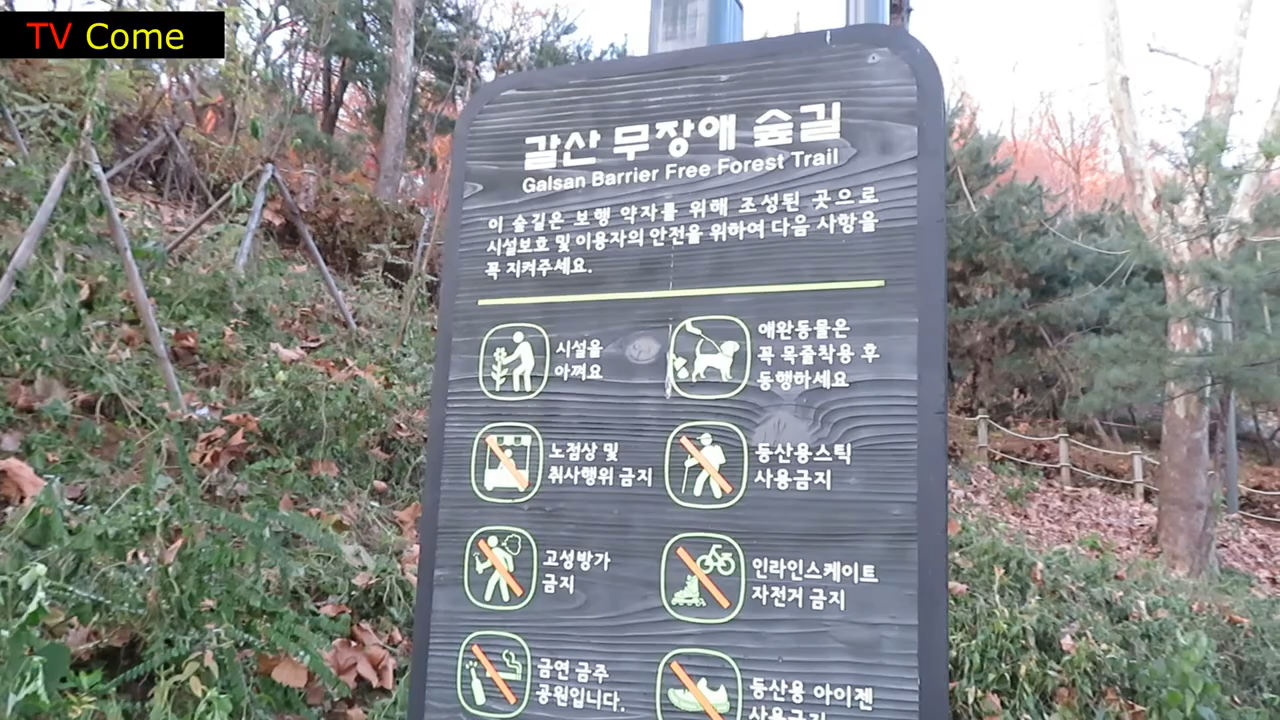 TV Come
갈산 무장애 숲길
Galsan Barrier Free Forest Trail
이 숲길은 보행 약자를 위해 조성된 곳으로
시설보호 및 이용자의 안전을 위하여 다음 사항을
꼭 지켜주세요.
시설을
아껴요
애완동물은
꼭 목줄착용 후
동행하세요
노점상 및
취사행위 금지
등산용스틱
사용금지
고성방가
금지
인라인스케이트
자전거 금지
금연 금주
공원입니다.
등산용 아이젠
사용금지